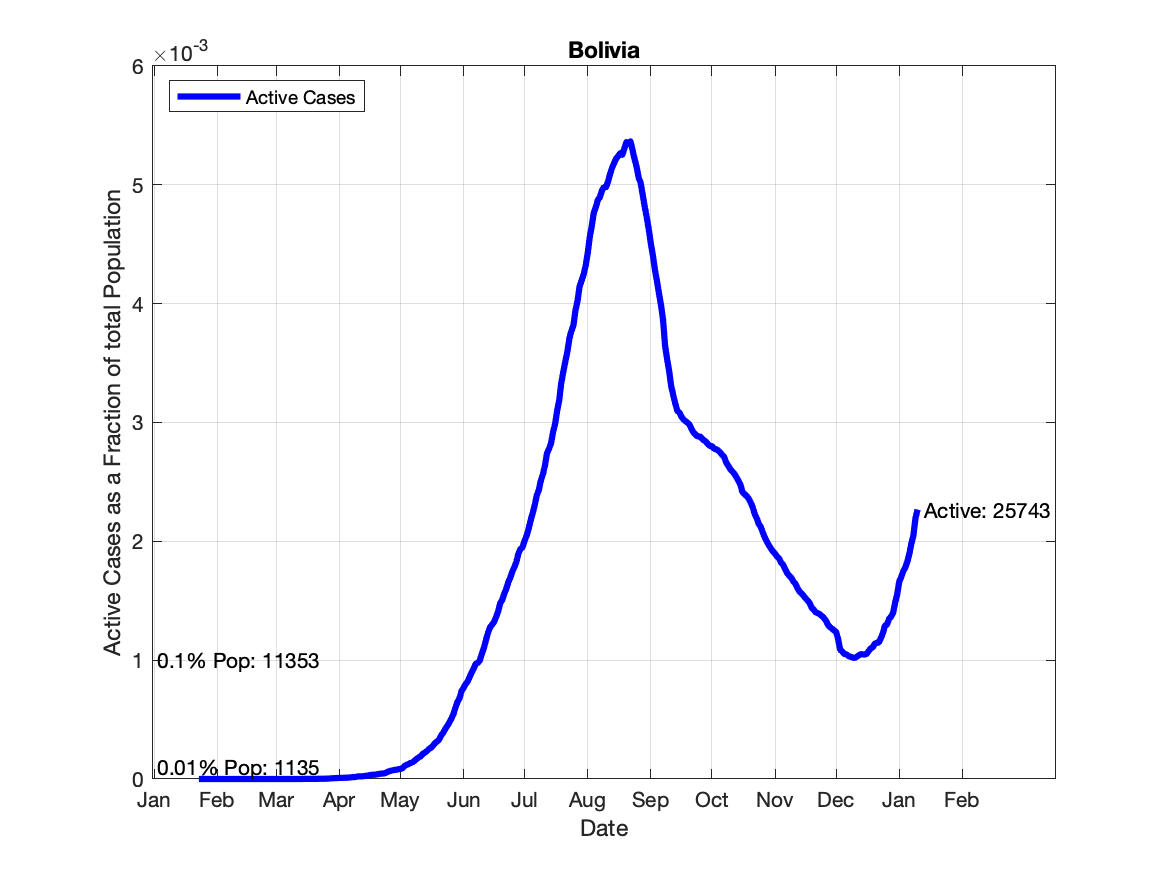 Bolivia
×10-3
6
5
4
3
2
1
0
Active Cases as a Fraction of total Population
Active Cases
Active: 25743
0.1% Pop: 11353
0.01% Pop: 1135
Jan Feb Mar Apr May Jun Jul Aug Sep Oct Nov Dec Jan Feb
Date